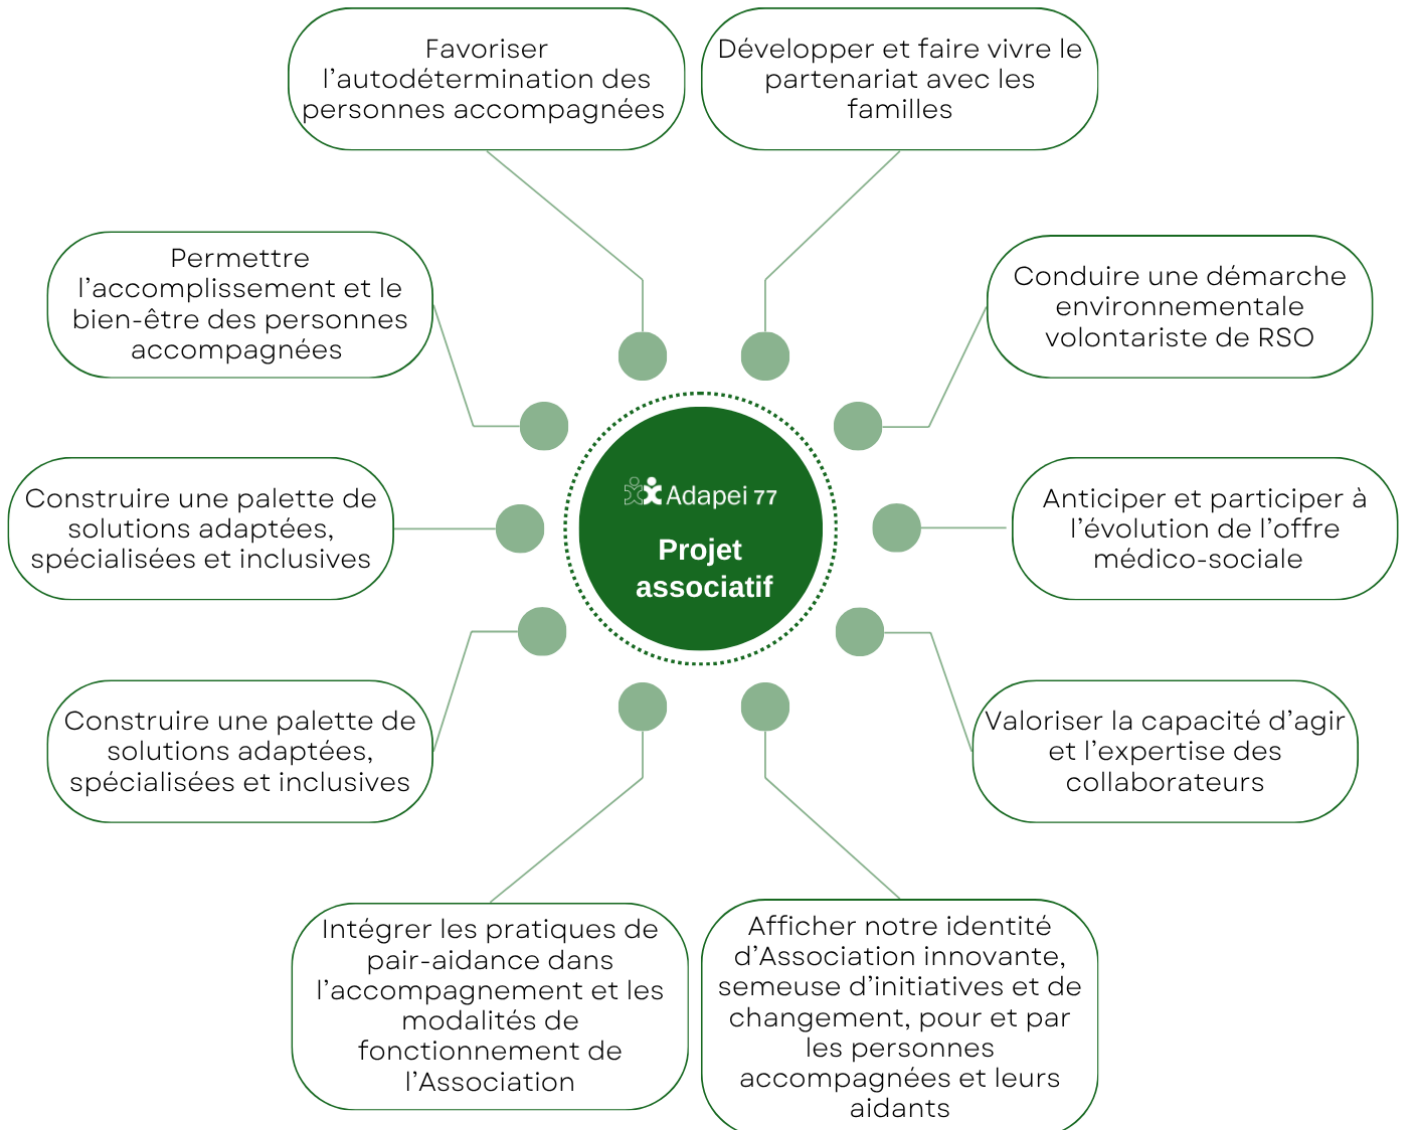 Favoriser
l'autodétermination des
personnes accompagnées
Développer et faire vivre le
partenariat avec les
familles
Permettre
l'accomplissement et le
bien-être des personnes
accompagnées
Conduire une démarche
environnementale
volontariste de RSO
Construire une palette de
solutions adaptées,
spécialisées et inclusives
Adapei 77
Projet
associatif
Anticiper et participer à
l'évolution de l'offre
médico-sociale
Construire une palette de
solutions adaptées,
spécialisées et inclusives
Valoriser la capacité d'agir
et l'expertise des
collaborateurs
Intégrer les pratiques de
pair-aidance dans
l'accompagnement et les
modalités de
fonctionnement de
l'Association
Afficher notre identité
d'Association innovante,
semeuse d'initiatives et de
changement, pour et par
les personnes
accompagnées et leurs
aidants